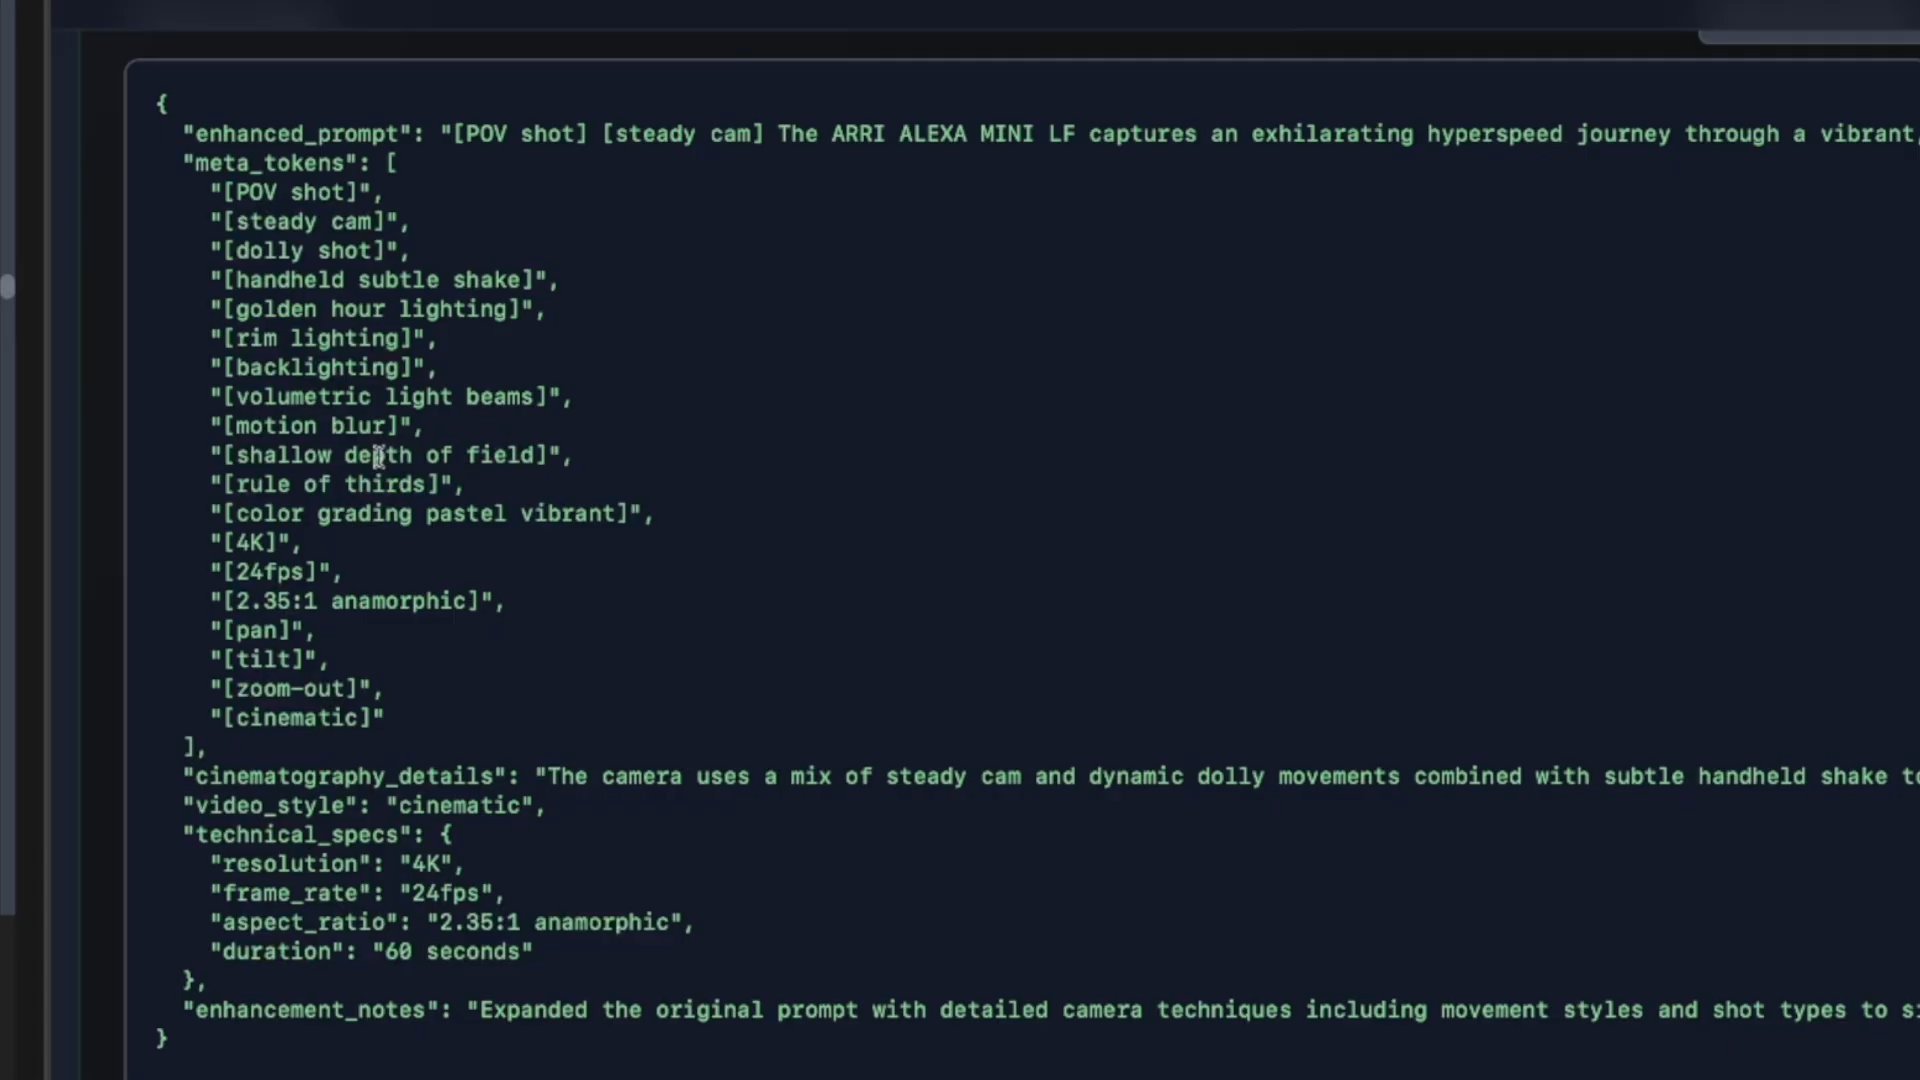 {
"enhanced_prompt": "[POV shot] [steady cam] The ARRI ALEXA MINI LF captures an exhilarating hyperspeed journey through a vibrant,
"meta_tokens": [
"[POV shot]",
"[steady cam]",
"[dolly shot]",
"[handheld subtle shake]",
"[golden hour lighting]",
"[rim lighting]",
"[backlighting]",
"[volumetric light beams]",
"[motion blur]",
"[shallow depth of field]",
"[rule of thirds]",
"[color grading pastel vibrant]",
"[4K]",
"[24fps]",
"[2.35:1 anamorphic]",
"[pan]",
"[tilt]",
"[zoom-out]",
"[cinematic]"
],
"cinematography_details": "The camera uses a mix of steady cam and dynamic dolly movements combined with subtle handheld shake
"video_style": "cinematic",
"technical_specs": {
"resolution": "4K",
"frame_rate": "24fps",
"aspect_ratio": "2.35:1 anamorphic",
"duration": "60 seconds"
},
"enhancement_notes": "Expanded the original prompt with detailed camera techniques including movement styles and shot types to
}